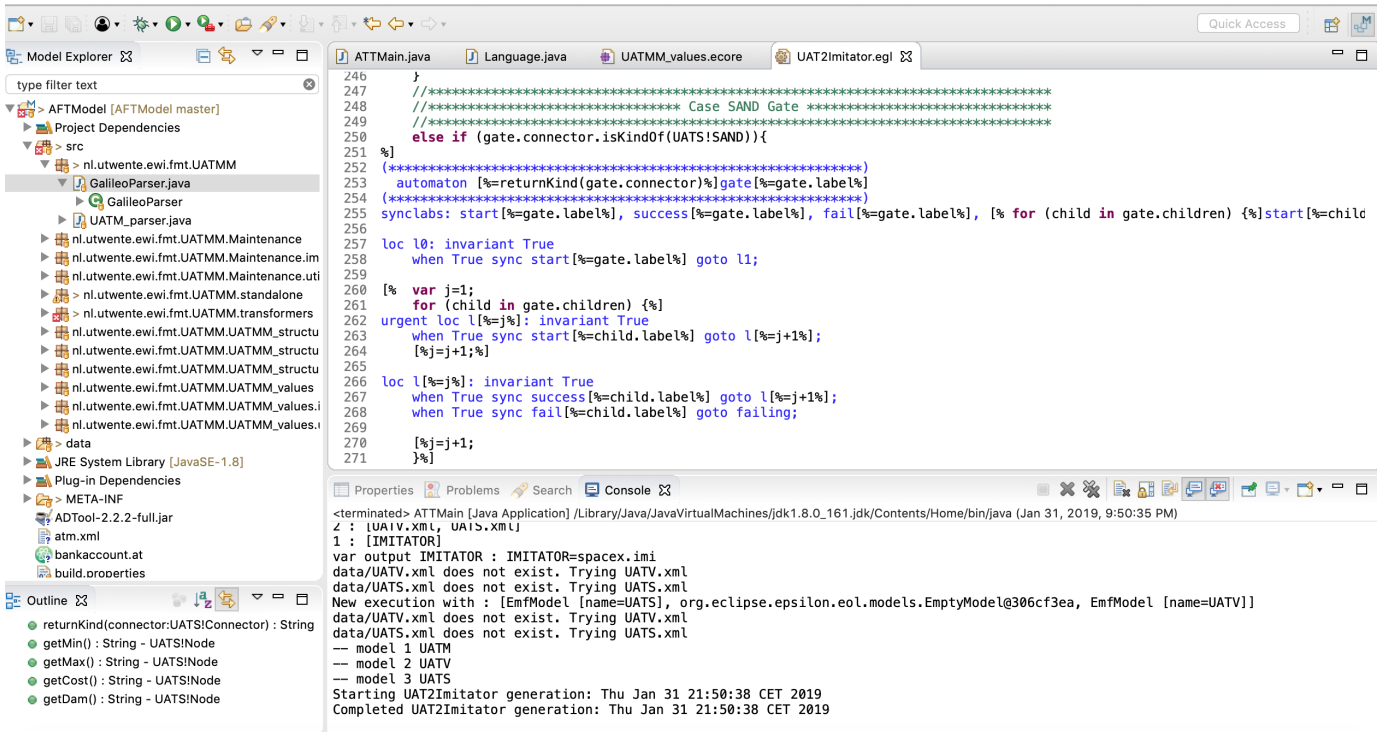 Quick Access
Model Explorer
type filter text
> AFTModel [AFTModel master]
Project Dependencies
> src
> nl.utwente.ewi.fmt.UATMM
GalileoParser.java
GalileoParser
UATM_parser.java
nl.utwente.ewi.fmt.UATMM.Maintenance
nl.utwente.ewi.fmt.UATMM.Maintenance.im
nl.utwente.ewi.fmt.UATMM.Maintenance.uti
> nl.utwente.ewi.fmt.UATMM.standalone
> nl.utwente.ewi.fmt.UATMM.transformers
nl.utwente.ewi.fmt.UATMM.UATMM_structu
nl.utwente.ewi.fmt.UATMM.UATMM_structu
nl.utwente.ewi.fmt.UATMM.UATMM_structu
nl.utwente.ewi.fmt.UATMM.UATMM_values
nl.utwente.ewi.fmt.UATMM.UATMM_values.i
nl.utwente.ewi.fmt.UATMM.UATMM_values.
> data
JRE System Library [JavaSE-1.8]
Plug-in Dependencies
> META-INF
ADTool-2.2.2-full.jar
atm.xml
bankaccount.at
build.properties
Outline
returnKind(connector:UATS!Connector) : String
getMin() : String - UATS!Node
getMax() : String - UATS!Node
getCost() : String - UATS!Node
getDam() : String - UATS!Node
ATTMain.java Language.java UATMM_values.ecore UAT2Imitator.egl
246 }
247 //*******************************************************************************
248 //******************************** Case SAND Gate *******************************
249 //*******************************************************************************
250 else if (gate.connector.isKindOf(UATS!SAND)){
251 %]
252 (************************************************************)
253 automaton [%=returnKind(gate.connector)%]gate[%=gate.label%]
254 (************************************************************)
255 synclabs: start[%=gate.label%], success[%=gate.label%], fail[%=gate.label%], [% for (child in gate.children) {%]start[%=child
256
257 loc l0: invariant True
258 when True sync start[%=gate.label%] goto l1;
259
260 [% var j=1;
261 for (child in gate.children) {%]
262 urgent loc l[%=j%]: invariant True
263 when True sync start[%=child.label%] goto l[%=j+1%];
264 [%j=j+1;%]
265
266 loc l[%=j%]: invariant True
267 when True sync success[%=child.label%] goto l[%=j+1%];
268 when True sync fail[%=child.label%] goto failing;
269
270 [%j=j+1;
271 }%]
Properties Problems Search Console
<terminated> ATTMain [Java Application] /Library/Java/JavaVirtualMachines/jdk1.8.0_161.jdk/Contents/Home/bin/java (Jan 31, 2019, 9:50:35 PM)
2 : [UATV.xml, UATS.xml]
1 : [IMITATOR]
var output IMITATOR : IMITATOR=spacex.imi
data/UATV.xml does not exist. Trying UATV.xml
data/UATS.xml does not exist. Trying UATS.xml
New execution with : [EmfModel [name=UATS], org.eclipse.epsilon.eol.models.EmptyModel@306cf3ea, EmfModel [name=UATV]]
data/UATV.xml does not exist. Trying UATV.xml
data/UATS.xml does not exist. Trying UATS.xml
-- model 1 UATM
-- model 2 UATV
-- model 3 UATS
Starting UAT2Imitator generation: Thu Jan 31 21:50:38 CET 2019
Completed UAT2Imitator generation: Thu Jan 31 21:50:38 CET 2019